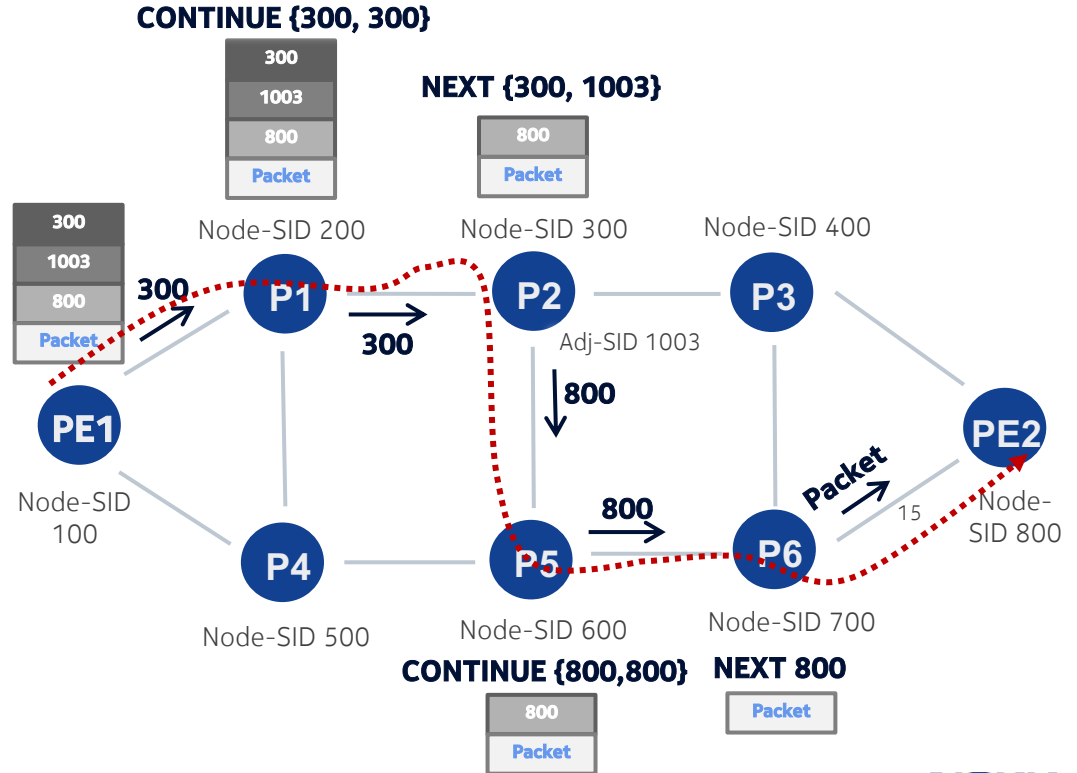 CONTINUE {300, 300}
300
1003
800
Packet
NEXT {300, 1003}
800
Packet
300
1003
800
Packet
Node-SID 200
Node-SID 300
Node-SID 400
300
P1
P2
P3
300
Adj-SID 1003
800
PE1
PE2
Node-SID
100
Packet
15
Node-
SID 800
800
P4
P5
P6
Node-SID 500
Node-SID 600
Node-SID 700
CONTINUE {800,800}
NEXT 800
800
Packet
Packet